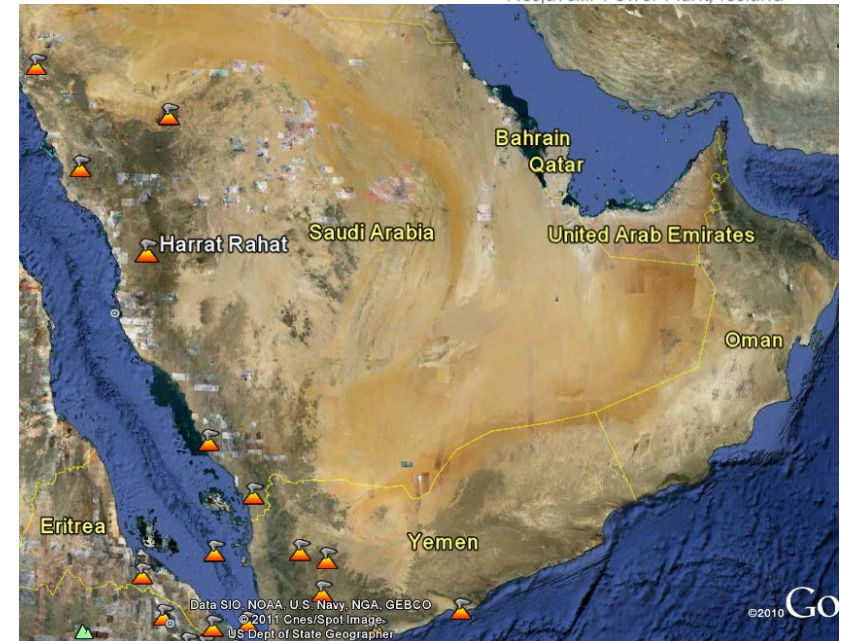 Bahrain
Qatar
Harrat Rahat
Saudi Arabia
United Arab Emirates
Oman
Eritrea
Yemen
Data SIO, NOAA, U.S. Navy, NGA, GEBCO
© 2011 Cnes/Spot Image
US Dept of State Geographer
©2010 Go